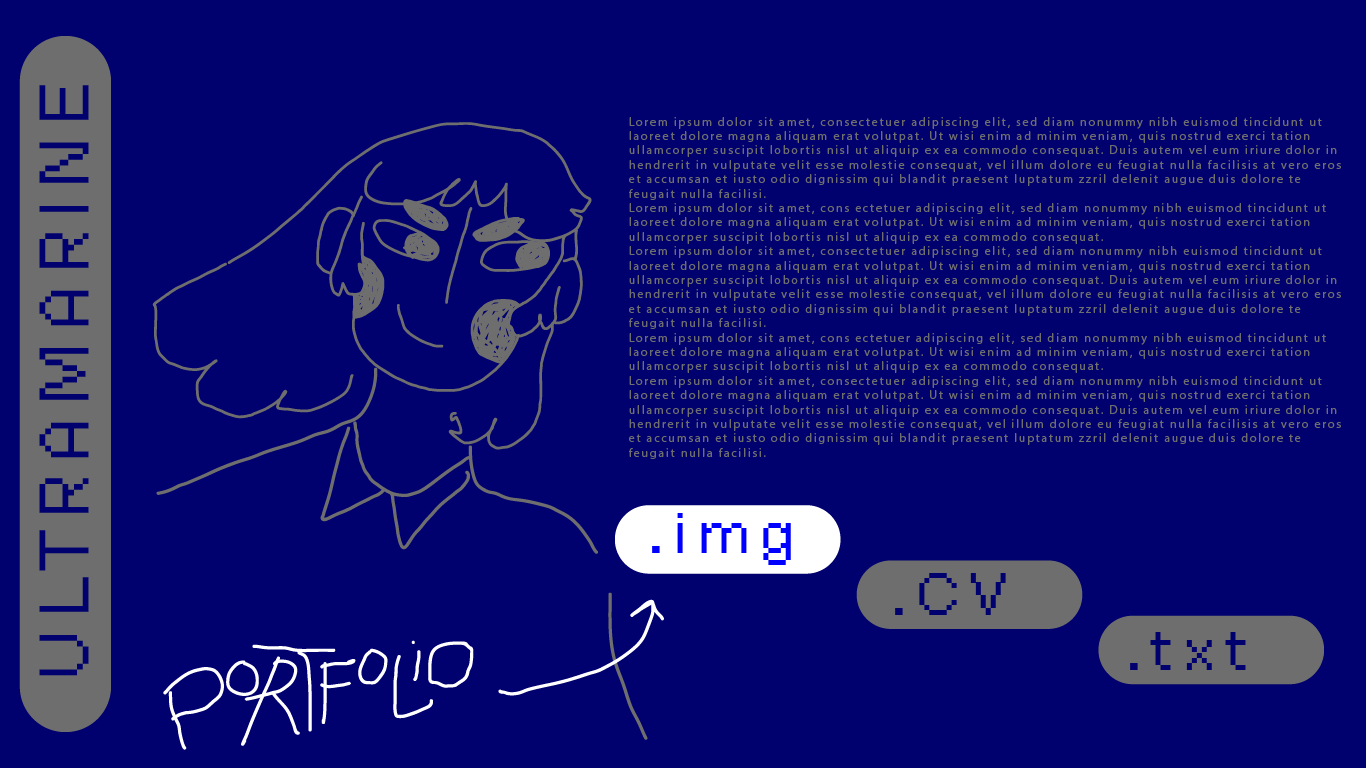 ULTRAMARINE
Lorem ipsum dolor sit amet, consectetuer adipiscing elit, sed diam nonummy nibh euismod tincidunt ut
laoreet dolore magna aliquam erat volutpat. Ut wisi enim ad minim veniam, quis nostrud exerci tation
ullamcorper suscipit lobortis nisl ut aliquip ex ea commodo consequat. Duis autem vel eum iriure dolor in
hendrerit in vulputate velit esse molestie consequat, vel illum dolore eu feugiat nulla facilisis at vero eros
et accumsan et iusto odio dignissim qui blandit praesent luptatum zzril delenit augue duis dolore te
feugait nulla facilisi.
Lorem ipsum dolor sit amet, cons ectetuer adipiscing elit, sed diam nonummy nibh euismod tincidunt ut
laoreet dolore magna aliquam erat volutpat. Ut wisi enim ad minim veniam, quis nostrud exerci tation
ullamcorper suscipit lobortis nisl ut aliquip ex ea commodo consequat.
Lorem ipsum dolor sit amet, consectetuer adipiscing elit, sed diam nonummy nibh euismod tincidunt ut
laoreet dolore magna aliquam erat volutpat. Ut wisi enim ad minim veniam, quis nostrud exerci tation
ullamcorper suscipit lobortis nisl ut aliquip ex ea commodo consequat. Duis autem vel eum iriure dolor in
hendrerit in vulputate velit esse molestie consequat, vel illum dolore eu feugiat nulla facilisis at vero eros
et accumsan et iusto odio dignissim qui blandit praesent luptatum zzril delenit augue duis dolore te
feugait nulla facilisi.
Lorem ipsum dolor sit amet, cons ectetuer adipiscing elit, sed diam nonummy nibh euismod tincidunt ut
laoreet dolore magna aliquam erat volutpat. Ut wisi enim ad minim veniam, quis nostrud exerci tation
ullamcorper suscipit lobortis nisl ut aliquip ex ea commodo consequat.
Lorem ipsum dolor sit amet, consectetuer adipiscing elit, sed diam nonummy nibh euismod tincidunt ut
laoreet dolore magna aliquam erat volutpat. Ut wisi enim ad minim veniam, quis nostrud exerci tation
ullamcorper suscipit lobortis nisl ut aliquip ex ea commodo consequat. Duis autem vel eum iriure dolor in
hendrerit in vulputate velit esse molestie consequat, vel illum dolore eu feugiat nulla facilisis at vero eros
et accumsan et iusto odio dignissim qui blandit praesent luptatum zzril delenit augue duis dolore te
feugait nulla facilisi.
.img
.CV
.txt
PORTFOLiO